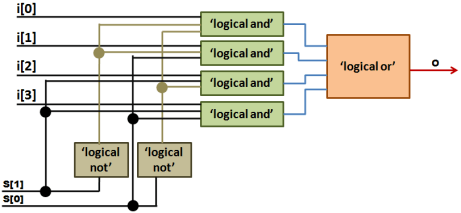 i[0]
'logical and'
i[1]
'logical and'
i[2]
'logical or'
o
'logical and'
i[3]
'logical and'
'logical
not'
'logical
not'
S[1]
S[0]